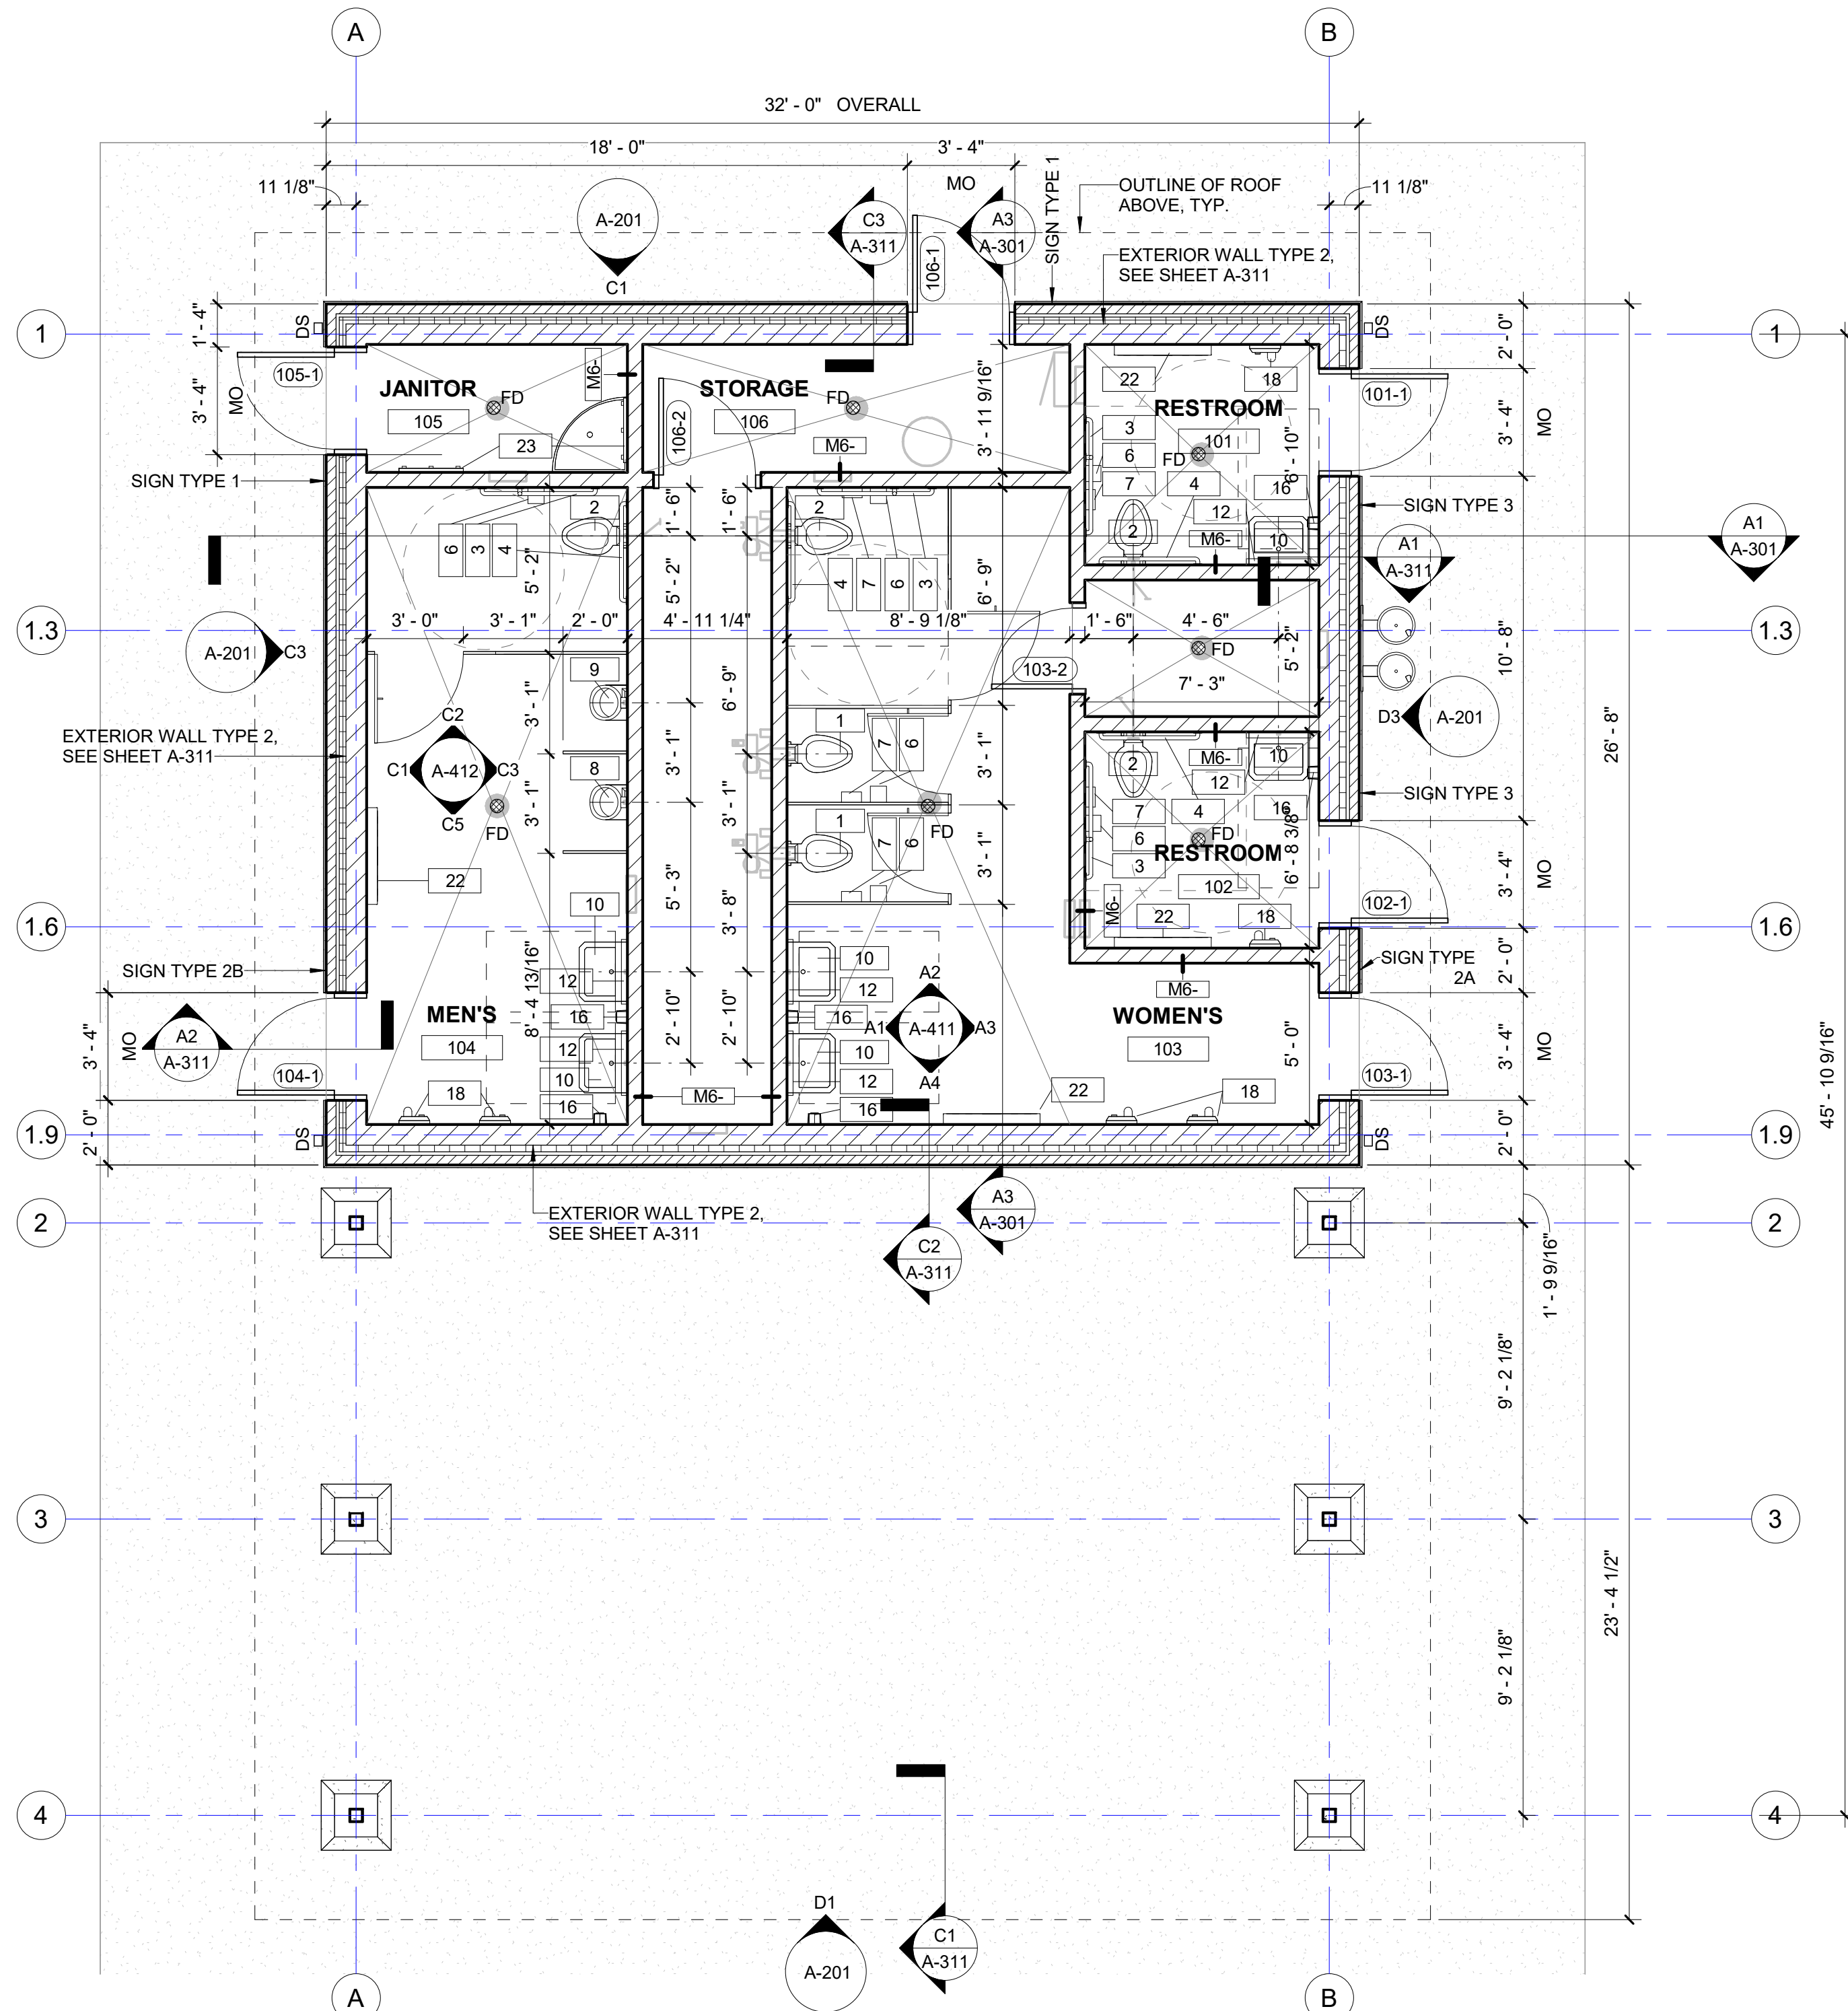 A
B
32' - 0" OVERALL
18' - 0"
3' - 4"
MO
11 1/8"
11 1/8"
SIGN TYPE 1
OUTLINE OF ROOF
ABOVE, TYP.
A-201
C1
C3
A-311
A3
A-301
106-1
EXTERIOR WALL TYPE 2,
SEE SHEET A-311
1
1
DS
DS
1' - 4"
3' - 4"
MO
105-1
JANITOR
105
FD
23
M6-
STORAGE
106
FD
106-2
M6-
3' - 11 9/16"
22
18
RESTROOM
101
FD
6' - 10"
3
6
7
4
16
12
2
M6-
10
101-1
2' - 0"
3' - 4"
MO
SIGN TYPE 1
SIGN TYPE 3
A1
A-311
A1
A-301
6
3
4
2
5' - 2"
1' - 6"
1' - 6"
5' - 2"
2
4
7
6
3
6' - 9"
1.3
1.3
3' - 0"
3' - 1"
2' - 0"
4' - 11 1/4"
8' - 9 1/8"
1' - 6"
4' - 6"
5' - 2"
FD
7' - 3"
103-2
10' - 8"
A-201
C3
D3
A-201
9
3' - 1"
6' - 9"
1
7
6
EXTERIOR WALL TYPE 2,
SEE SHEET A-311
C2
C1
A-412
C3
C5
FD
8
3' - 1"
3' - 1"
3' - 1"
3' - 1"
1
7
6
FD
3' - 1"
2
M6-
10
12
16
7
4
6
3
FD
RESTROOM
6' - 8 3/8"
102
M6-
22
18
SIGN TYPE 3
26' - 8"
3' - 4"
MO
102-1
22
5' - 3"
3' - 8"
1.6
1.6
10
12
8' - 4 13/16"
16
12
10
16
SIGN TYPE 2B
SIGN TYPE
2A
2' - 0"
M6-
10
12
16
10
12
16
A2
A1
A-411
A3
A4
2' - 10"
2' - 10"
MEN'S
104
WOMEN'S
103
5' - 0"
3' - 4"
MO
A2
A-311
104-1
3' - 4"
MO
103-1
18
M6-
22
18
1.9
1.9
2' - 0"
DS
DS
2' - 0"
45' - 10 9/16"
EXTERIOR WALL TYPE 2,
SEE SHEET A-311
A3
A-301
C2
A-311
2
2
1' - 9 9/16"
9' - 2 1/8"
3
3
23' - 4 1/2"
9' - 2 1/8"
4
4
D1
A-201
C1
A-311
A
B